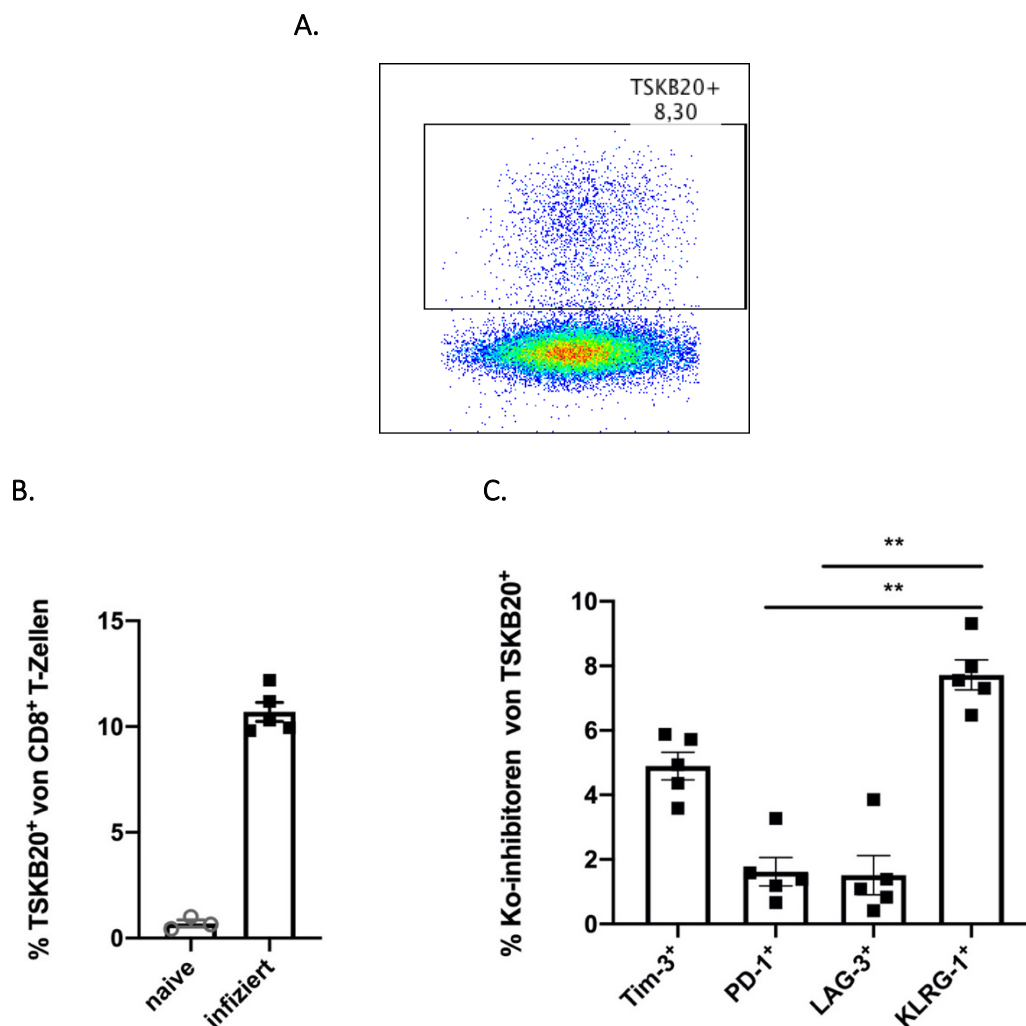 A.
TSKB20+
8,30
B.
C.
% TSKB20⁺ von CD8⁺ T-Zellen
15
10
5
0
naive
infiziert
% Ko-inhibitoren von TSKB20⁺
**
**
10
8
6
4
2
0
Tim-3⁺
PD-1⁺
LAG-3⁺
KLRG-1⁺